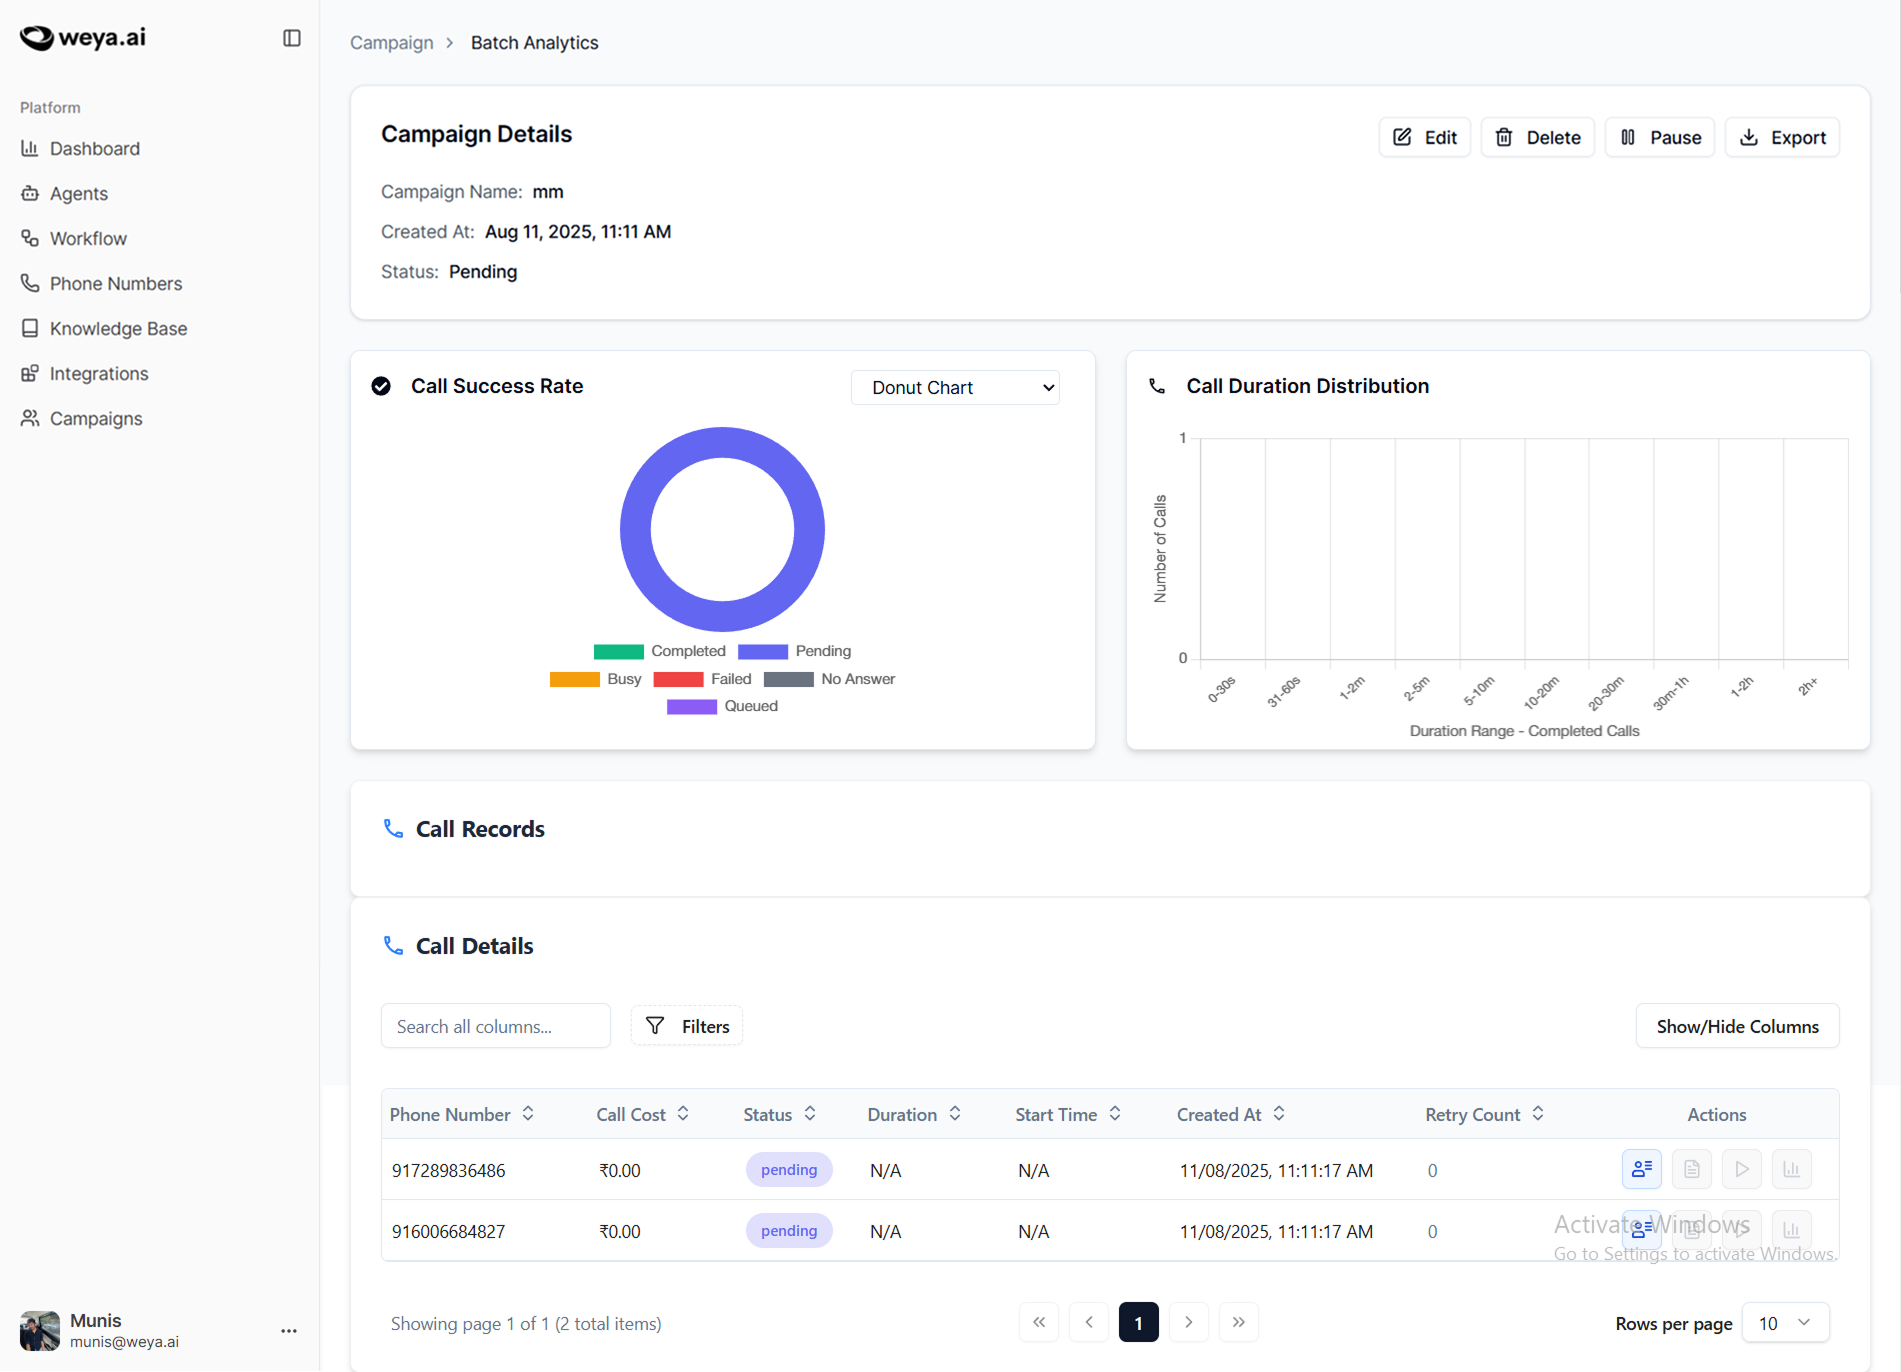 weya.ai
Platform
Dashboard
Agents
Workflow
Phone Numbers
Knowledge Base
Integrations
Campaigns
Munis
munis@weya.ai
Campaign > Batch Analytics
Campaign Details
Edit Delete Pause Export
Campaign Name: mm
Created At: Aug 11, 2025, 11:11 AM
Status: Pending
Call Success Rate
Donut Chart
Completed Pending
Busy Failed No Answer
Queued
Call Duration Distribution
1
Number of Calls
0
0-30s 31-60s 1-2m 2-5m 5-10m 10-20m 20-30m 30m-1h 1-2h 2h+
Duration Range - Completed Calls
Call Records
Call Details
Search all columns...
Filters
Show/Hide Columns
Phone Number Call Cost Status Duration Start Time Created At Retry Count Actions
917289836486 ₹0.00 pending N/A N/A 11/08/2025, 11:11:17 AM 0
916006684827 ₹0.00 pending N/A N/A 11/08/2025, 11:11:17 AM 0
Activate Windows
Go to Settings to activate Windows.
Showing page 1 of 1 (2 total items)
« ‹ 1 › »
Rows per page 10